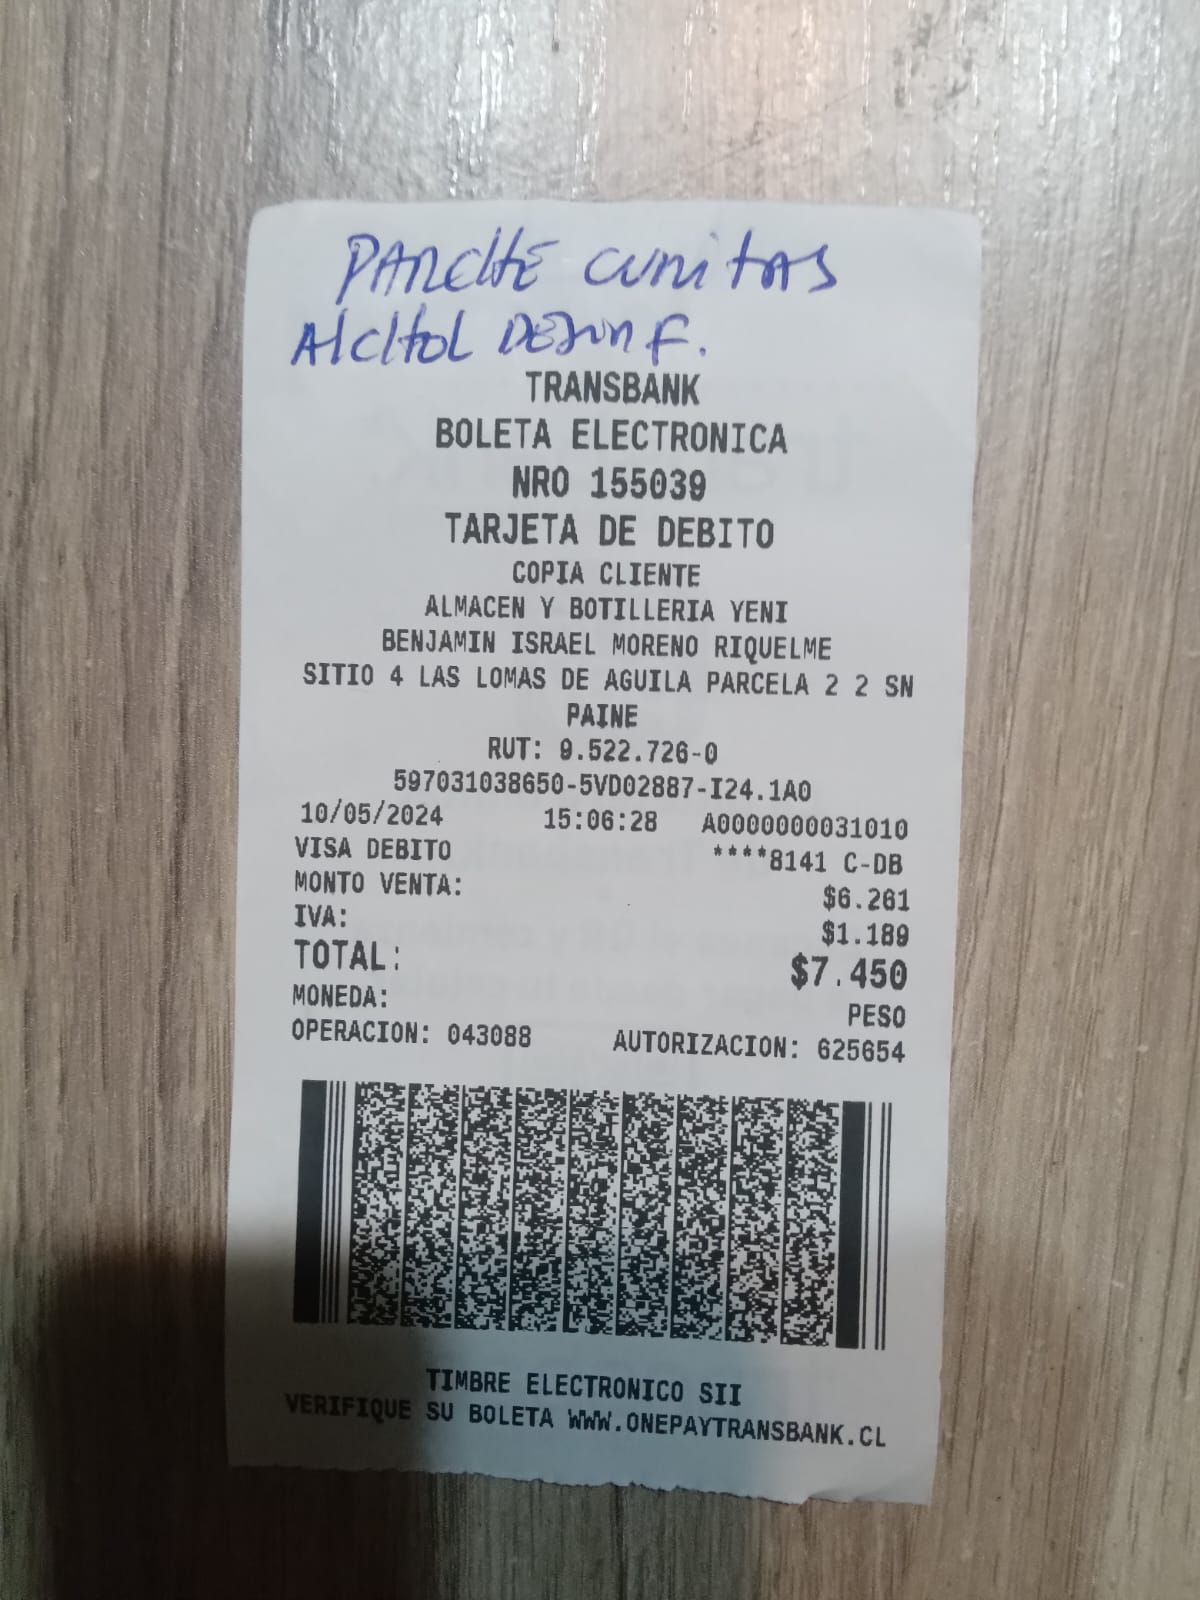 PARCHE CURITAS
AlcHol DESINF.
TRANSBANK
BOLETA ELECTRONICA
NRO 155039
TARJETA DE DEBITO
COPIA CLIENTE
ALMACEN Y BOTILLERIA YENI
BENJAMIN ISRAEL MORENO RIQUELME
SITIO 4 LAS LOMAS DE AGUILA PARCELA 2 2 SN
PAINE
RUT: 9.522.726-0
597031038650-5VD02887-I24.1A0
10/05/2024 15:06:28 A0000000031010
VISA DEBITO ****8141 C-DB
MONTO VENTA: $6.261
IVA: $1.189
TOTAL: $7.450
MONEDA: PESO
OPERACION: 043088 AUTORIZACION: 625654
TIMBRE ELECTRONICO SII
VERIFIQUE SU BOLETA WWW.ONEPAYTRANSBANK.CL